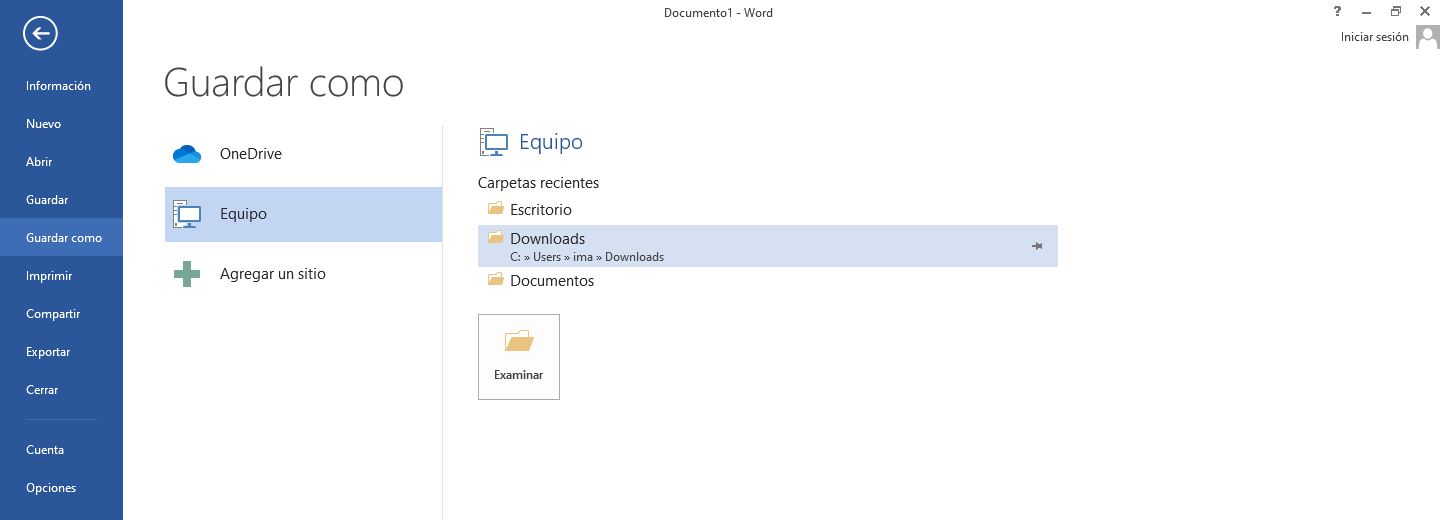 Documento1 - Word
?
Iniciar sesión
Información
Nuevo
Abrir
Guardar
Guardar como
Imprimir
Compartir
Exportar
Cerrar
Cuenta
Opciones
Guardar como
OneDrive
Equipo
Agregar un sitio
Equipo
Carpetas recientes
Escritorio
Downloads
C: » Users » ima » Downloads
Documentos
Examinar